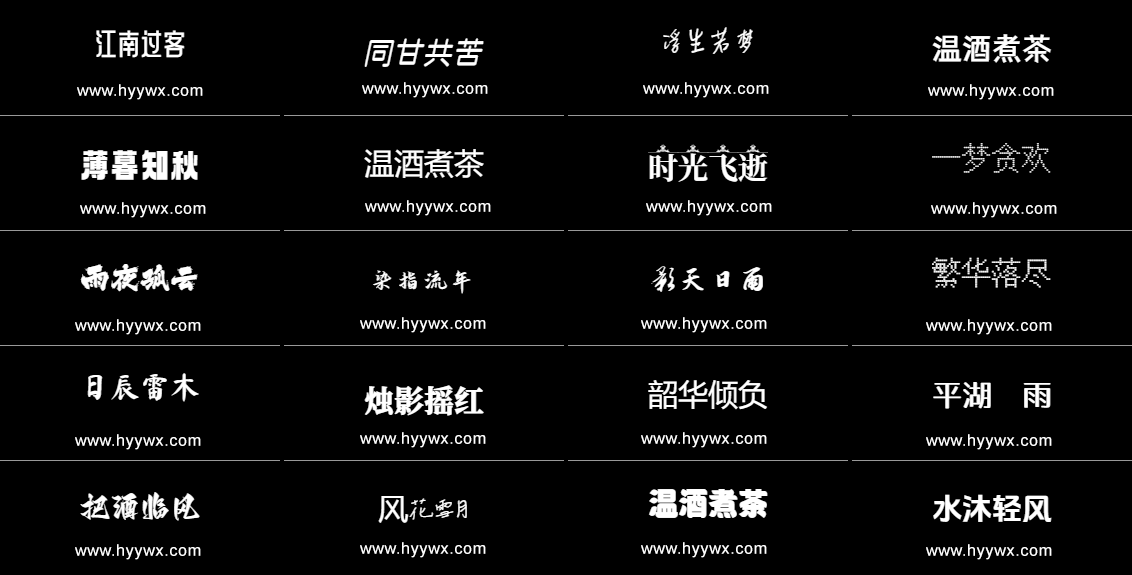 江南过客
www.hyywx.com
同甘共苦
www.hyywx.com
浮生若梦
www.hyywx.com
温酒煮茶
www.hyywx.com
薄暮知秋
www.hyywx.com
温酒煮茶
www.hyywx.com
时光飞逝
www.hyywx.com
一梦贪欢
www.hyywx.com
雨夜孤云
www.hyywx.com
染指流年
www.hyywx.com
彩天日雨
www.hyywx.com
繁华落尽
www.hyywx.com
日辰雷木
www.hyywx.com
烛影摇红
www.hyywx.com
韶华倾负
www.hyywx.com
平湖 雨
www.hyywx.com
把酒临风
www.hyywx.com
风花雪月
www.hyywx.com
温酒煮茶
www.hyywx.com
水沐轻风
www.hyywx.com